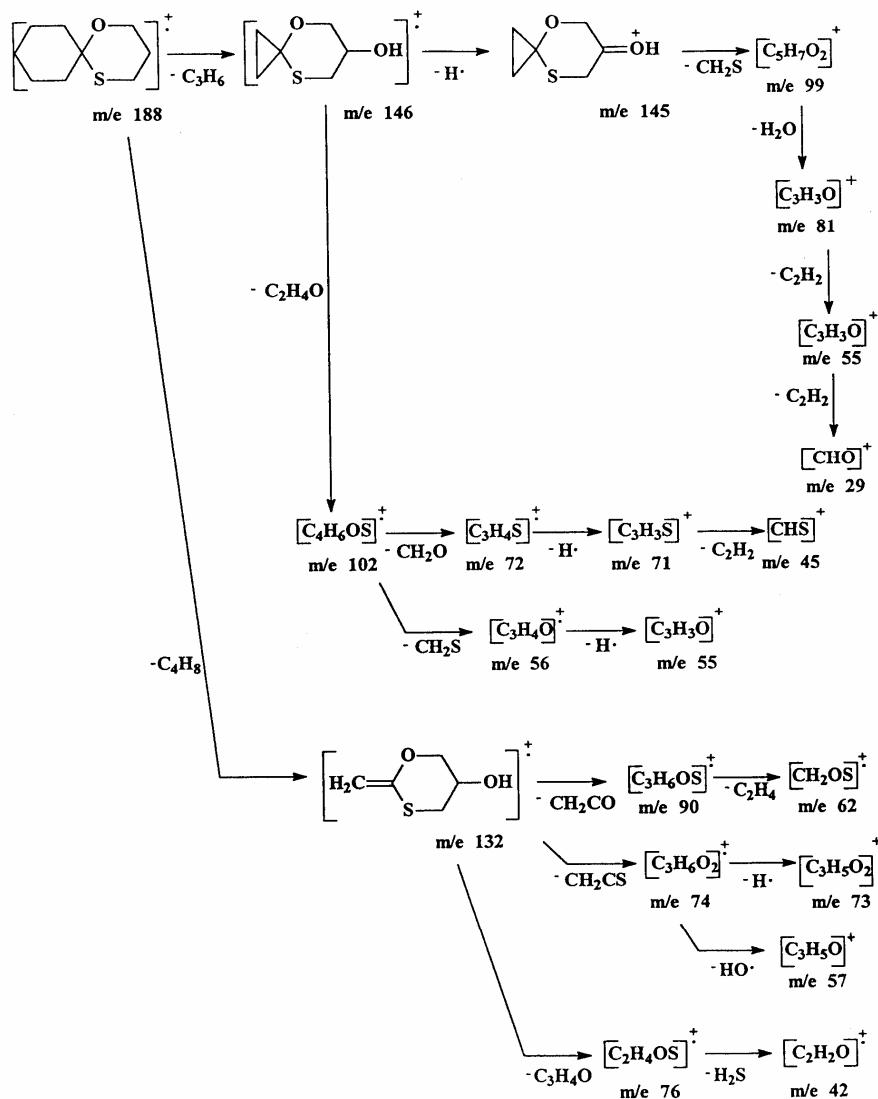 O
S
+·
- C3H6
O
OH
S
+·
- H·
O
+
OH
S
- CH2S
[C5H7O2]+
m/e 188
m/e 146
m/e 145
m/e 99
-H2O
[C3H3O]+
m/e 81
- C2H4O
-C2H2
[C3H3O]+
m/e 55
- C2H2
[CHO]+
m/e 29
[C4H6OS]+·
- CH2O
[C3H4S]+·
- H·
[C3H3S]+
- C2H2
[CHS]+
m/e 102
m/e 72
m/e 71
m/e 45
- CH2S
[C3H4O]+·
- H·
[C3H3O]+
m/e 56
m/e 55
-C4H8
H2C
O
OH
S
+·
- CH2CO
[C3H6OS]+·
-C2H4
[CH2OS]+·
m/e 132
m/e 90
m/e 62
- CH2CS
[C3H6O2]+·
- H·
[C3H5O2]+
m/e 74
m/e 73
-HO·
[C3H5O]+
m/e 57
-C3H4O
[C2H4OS]+·
-H2S
[C2H2O]+·
m/e 76
m/e 42